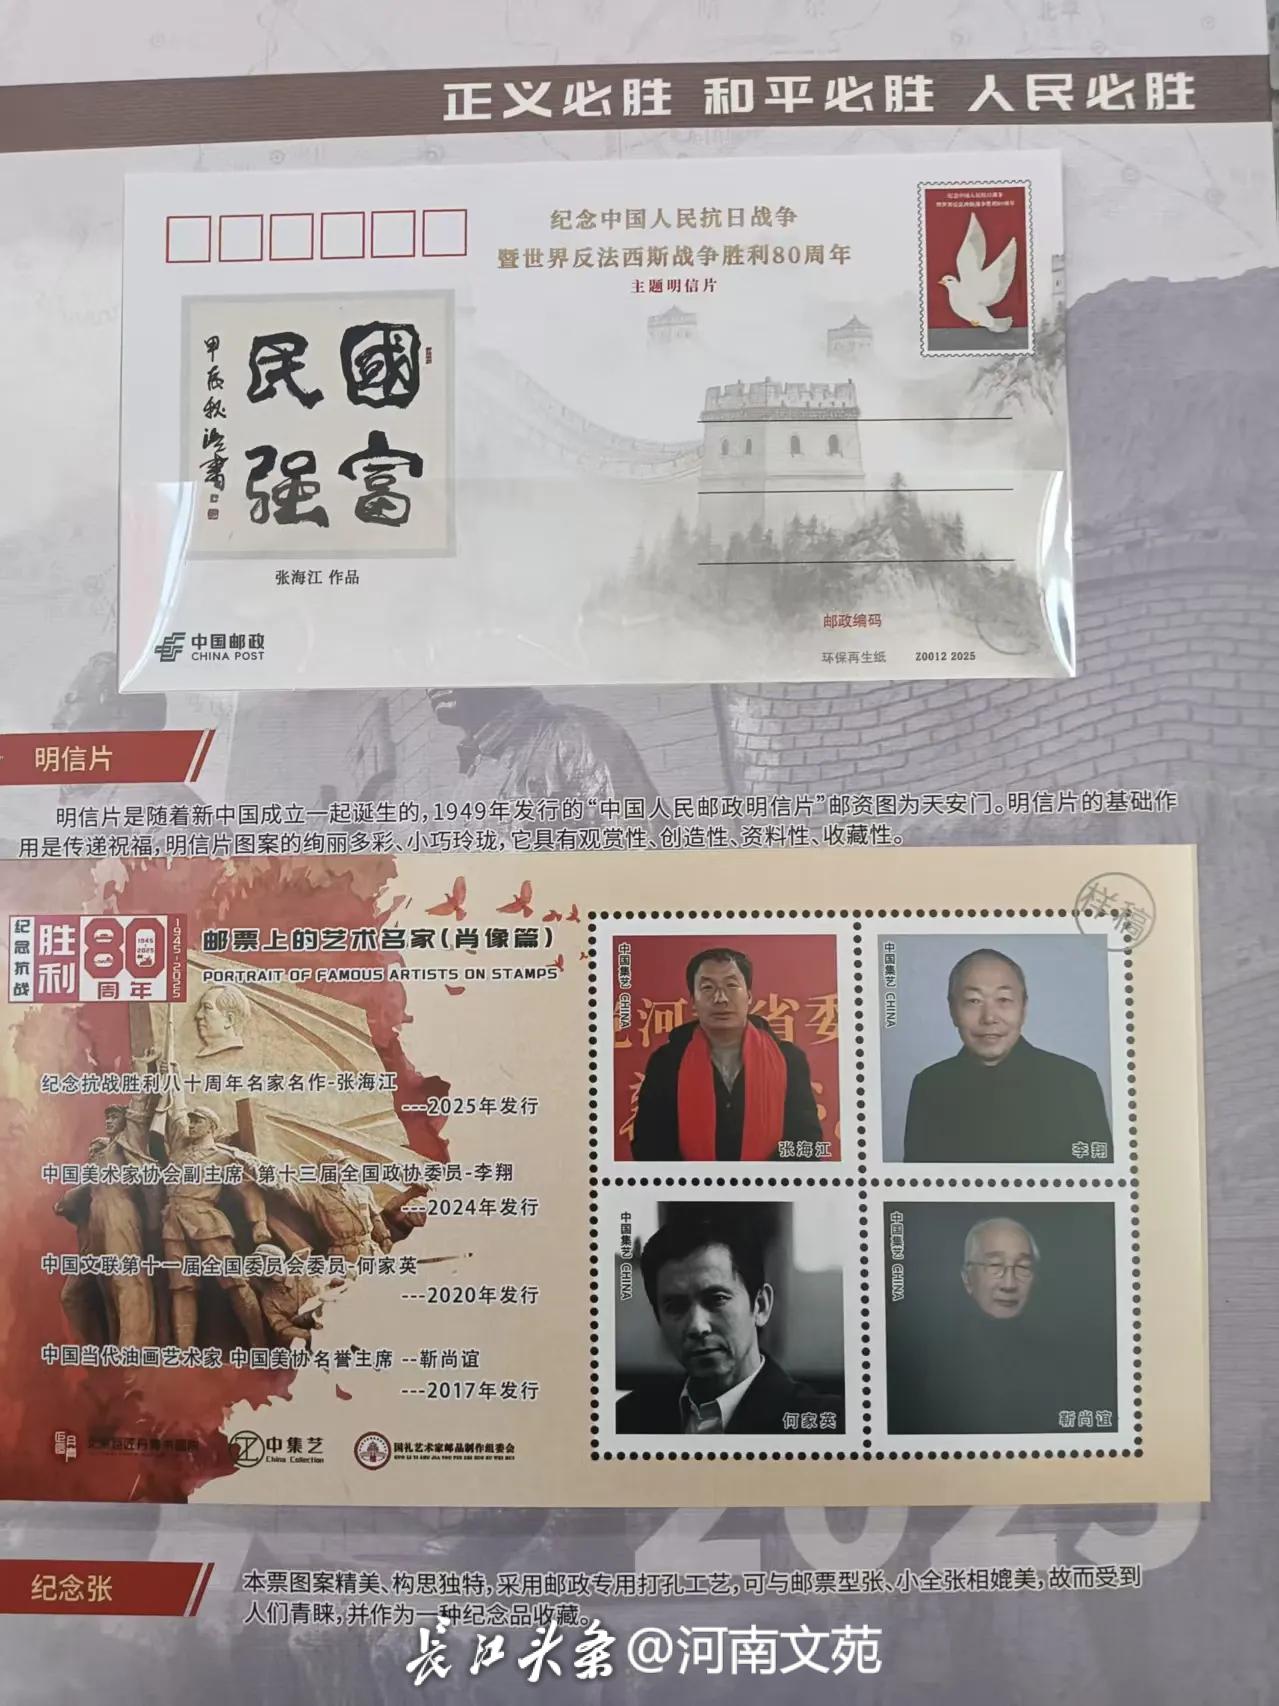 正义必胜 和平必胜 人民必胜
纪念中国人民抗日战争
暨世界反法西斯战争胜利80周年
主题明信片
國富
民强
甲辰秋
张海江 作品
中国邮政
CHINA POST
邮政编码
环保再生纸 Z0012 2025
明信片
明信片是随着新中国成立一起诞生的,1949年发行的“中国人民邮政明信片”邮资图为天安门。明信片的基础作
用是传递祝福,明信片图案的绚丽多彩、小巧玲珑,它具有观赏性、创造性、资料性、收藏性。
纪念抗战
胜利
80
1945
2025
周年
1945-2025
邮票上的艺术名家(肖像篇)
PORTRAIT OF FAMOUS ARTISTS ON STAMPS
纪念抗战胜利八十周年名家名作-张海江
---2025年发行
中国美术家协会副主席 第十三届全国政协委员-李翔
---2024年发行
中国文联第十一届全国委员会委员-何家英
---2020年发行
中国当代油画艺术家 中国美协名誉主席 --靳尚谊
---2017年发行
中集艺
China Collection
国礼艺术家邮品制作组委会
样稿
中国集艺 CHINA
张海江
中国集艺 CHINA
李翔
中国集艺 CHINA
何家英
中国集艺 CHINA
靳尚谊
2025
纪念张
本票图案精美、构思独特,采用邮政专用打孔工艺,可与邮票型张、小全张相媲美,故而受到
人们青睐,并作为一种纪念品收藏。
长江头条@河南文苑